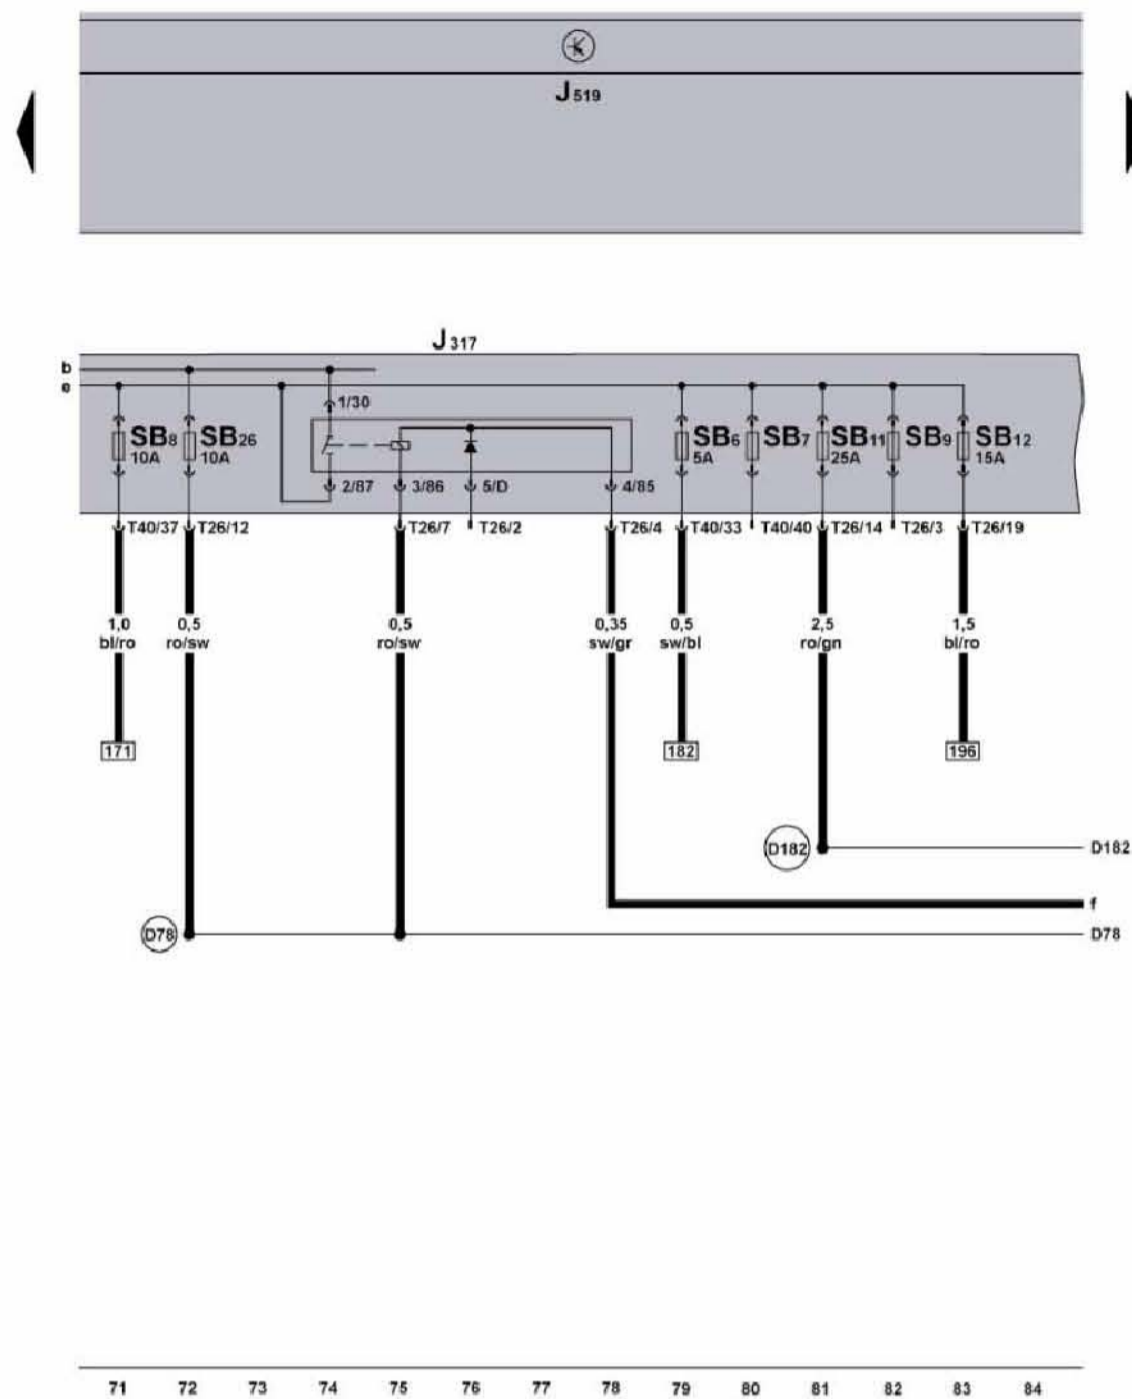 J519
J317
b
e
1/30
SB8 SB26 SB6 SB7 SB11 SB9 SB12
10A 10A 5A 25A 15A
2/87 3/86 5/D 4/85
T40/37 T26/12 T26/7 T26/2 T26/4 T40/33 T40/40 T26/14 T26/3 T26/19
1,0 0,5 0,5 0,35 0,5 2,5 1,5
bl/ro ro/sw ro/sw sw/gr sw/bl ro/gn bl/ro
171 182 196
D182 D182
f
D78 D78
71 72 73 74 75 76 77 78 79 80 81 82 83 84